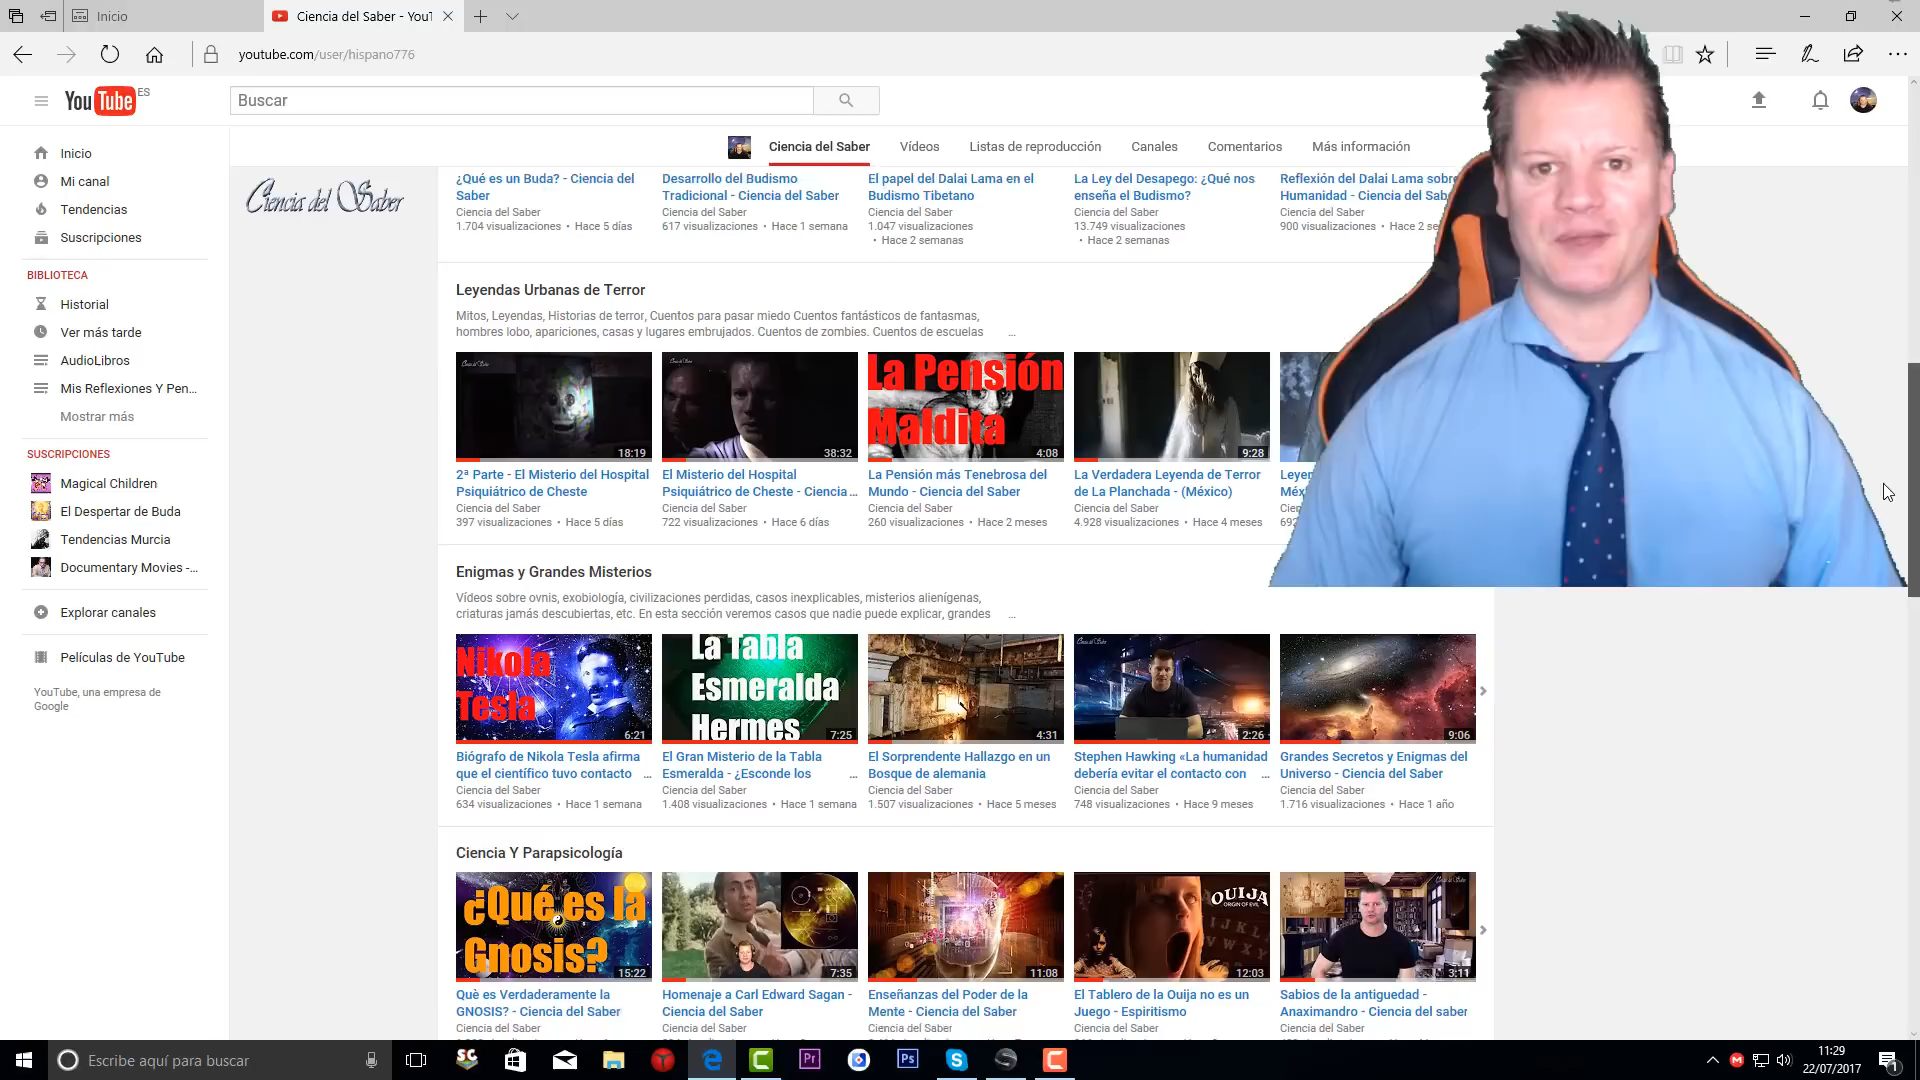 Inicio
Ciencia del Saber - YouT
youtube.com/user/hispano776
YouTube ES
Buscar
Ciencia del Saber
Vídeos
Listas de reproducción
Canales
Comentarios
Más información
Inicio
Mi canal
Tendencias
Suscripciones
BIBLIOTECA
Historial
Ver más tarde
AudioLibros
Mis Reflexiones Y Pen...
Mostrar más
SUSCRIPCIONES
Magical Children
El Despertar de Buda
Tendencias Murcia
Documentary Movies -...
Explorar canales
Películas de YouTube
YouTube, una empresa de
Google
Ciencia del Saber
¿Qué es un Buda? - Ciencia del
Saber
Ciencia del Saber
1.704 visualizaciones • Hace 5 días
Desarrollo del Budismo
Tradicional - Ciencia del Saber
Ciencia del Saber
617 visualizaciones • Hace 1 semana
El papel del Dalai Lama en el
Budismo Tibetano
Ciencia del Saber
1.047 visualizaciones
• Hace 2 semanas
La Ley del Desapego: ¿Qué nos
enseña el Budismo?
Ciencia del Saber
13.749 visualizaciones
• Hace 2 semanas
Reflexión del Dalai Lama sobre
Humanidad - Ciencia del Sab
Ciencia del Saber
900 visualizaciones • Hace 2 se
Leyendas Urbanas de Terror
Mitos, Leyendas, Historias de terror, Cuentos para pasar miedo Cuentos fantásticos de fantasmas,
hombres lobo, apariciones, casas y lugares embrujados. Cuentos de zombies. Cuentos de escuelas ...
18:19
2ª Parte - El Misterio del Hospital
Psiquiátrico de Cheste
397 visualizaciones • Hace 5 días
38:32
El Misterio del Hospital
Psiquiátrico de Cheste - Ciencia ...
722 visualizaciones • Hace 6 días
La Pensión
Maldita
4:08
La Pensión más Tenebrosa del
Mundo - Ciencia del Saber
260 visualizaciones • Hace 2 meses
9:28
La Verdadera Leyenda de Terror
de La Planchada - (México)
4.928 visualizaciones • Hace 4 meses
Leyen
Méx
692
Enigmas y Grandes Misterios
Vídeos sobre ovnis, exobiología, civilizaciones perdidas, casos inexplicables, misterios alienígenas,
criaturas jamás descubiertas, etc. En esta sección veremos casos que nadie puede explicar, grandes ...
Nikola
Tesla
6:21
Biógrafo de Nikola Tesla afirma
que el científico tuvo contacto ...
Ciencia del Saber
634 visualizaciones • Hace 1 semana
La Tabla
Esmeralda
Hermes
7:25
El Gran Misterio de la Tabla
Esmeralda - ¿Esconde los ...
Ciencia del Saber
1.408 visualizaciones • Hace 1 semana
4:31
El Sorprendente Hallazgo en un
Bosque de alemania
Ciencia del Saber
1.507 visualizaciones • Hace 5 meses
Ciencia del Saber
2:26
Stephen Hawking «La humanidad
debería evitar el contacto con ...
Ciencia del Saber
748 visualizaciones • Hace 9 meses
9:06
Grandes Secretos y Enigmas del
Universo - Ciencia del Saber
Ciencia del Saber
1.716 visualizaciones • Hace 1 año
Ciencia Y Parapsicología
¿Qué es la
Gnosis?
15:22
Què es Verdaderamente la
GNOSIS? - Ciencia del Saber
Ciencia del Saber
7:35
Homenaje a Carl Edward Sagan -
Ciencia del Saber
Ciencia del Saber
11:08
Enseñanzas del Poder de la
Mente - Ciencia del Saber
Ciencia del Saber
OUIJA
ORIGIN OF EVIL
12:03
El Tablero de la Ouija no es un
Juego - Espiritismo
Ciencia del Saber
3:11
Sabios de la antiguedad -
Anaximandro - Ciencia del saber
Ciencia del Saber
Escribe aquí para buscar
11:29
22/07/2017